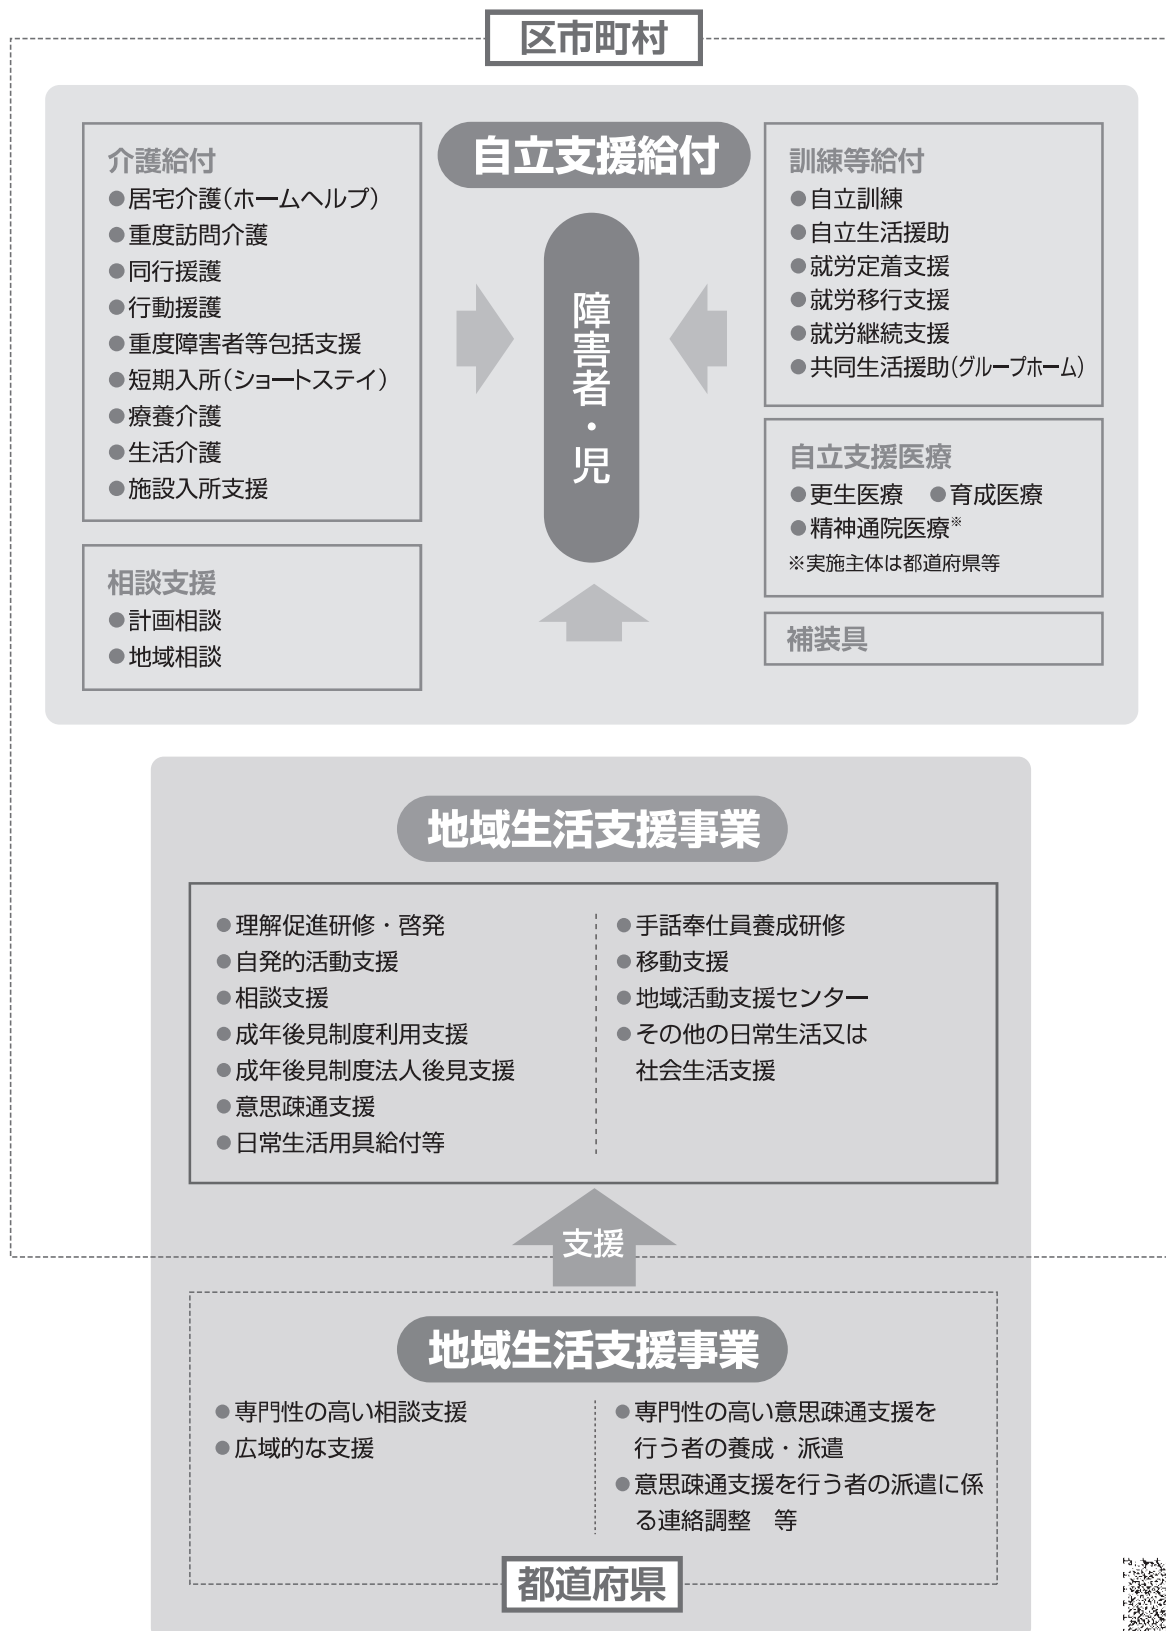 区市町村
自立支援給付
介護給付
●居宅介護(ホームヘルプ)
●重度訪問介護
●同行援護
●行動援護
●重度障害者等包括支援
●短期入所(ショートステイ)
●療養介護
●生活介護
●施設入所支援
相談支援
●計画相談
●地域相談
障害者・児
訓練等給付
●自立訓練
●自立生活援助
●就労定着支援
●就労移行支援
●就労継続支援
●共同生活援助(グループホーム)
自立支援医療
●更生医療 ●育成医療
●精神通院医療※
※実施主体は都道府県等
補装具
地域生活支援事業
●理解促進研修・啓発
●自発的活動支援
●相談支援
●成年後見制度利用支援
●成年後見制度法人後見支援
●意思疎通支援
●日常生活用具給付等
●手話奉仕員養成研修
●移動支援
●地域活動支援センター
●その他の日常生活又は
社会生活支援
支援
地域生活支援事業
●専門性の高い相談支援
●広域的な支援
●専門性の高い意思疎通支援を
行う者の養成・派遣
●意思疎通支援を行う者の派遣に係
る連絡調整 等
都道府県